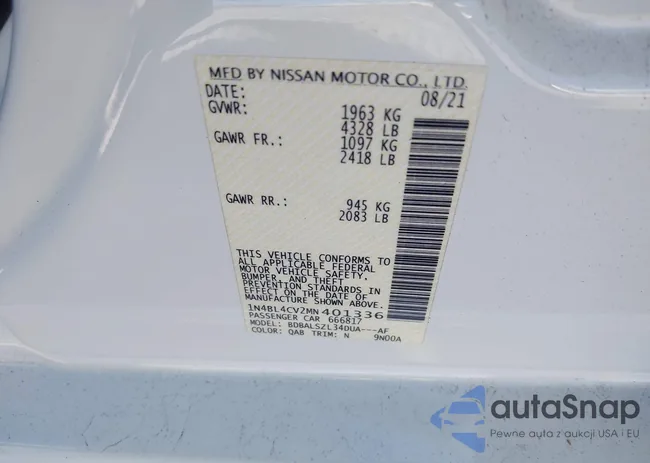 MFD BY NISSAN MOTOR CO., LTD.
DATE: 08/21
GVWR: 1963 KG
4328 LB
GAWR FR.: 1097 KG
2418 LB
GAWR RR.: 945 KG
2083 LB
THIS VEHICLE CONFORMS TO
ALL APPLICABLE FEDERAL
MOTOR VEHICLE SAFETY,
BUMPER, AND THEFT
PREVENTION STANDARDS
IN EFFECT ON THE DATE OF
MANUFACTURE SHOWN ABOVE.
1N4BL4CV2MN401336
PASSENGER CAR 666817
MODEL: BDBALSZL34DUA---AF
COLOR: QAB TRIM: N 9N00A
autaSnap
Pewne auta z aukcji USA i EU